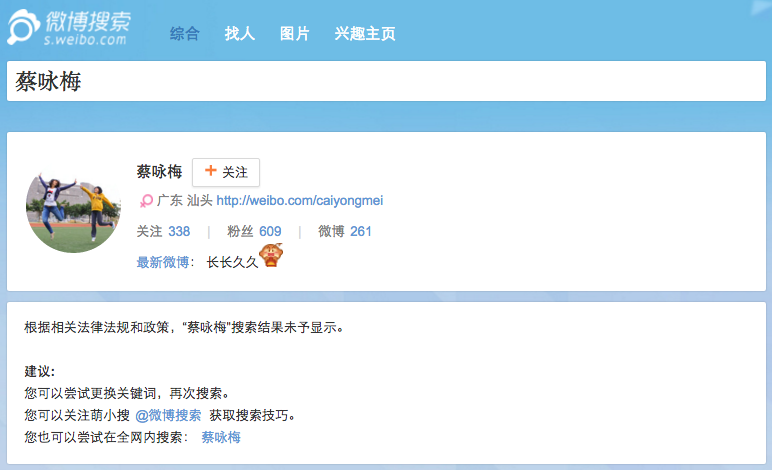 微博搜索
s.weibo.com
综合 找人 图片 兴趣主页
蔡咏梅
蔡咏梅 + 关注
广东 汕头 http://weibo.com/caiyongmei
关注 338 | 粉丝 609 | 微博 261
最新微博： 长长久久
根据相关法律法规和政策，“蔡咏梅”搜索结果未予显示。
建议:
您可以尝试更换关键词，再次搜索。
您可以关注萌小搜 @微博搜索 获取搜索技巧。
您也可以尝试在全网内搜索： 蔡咏梅